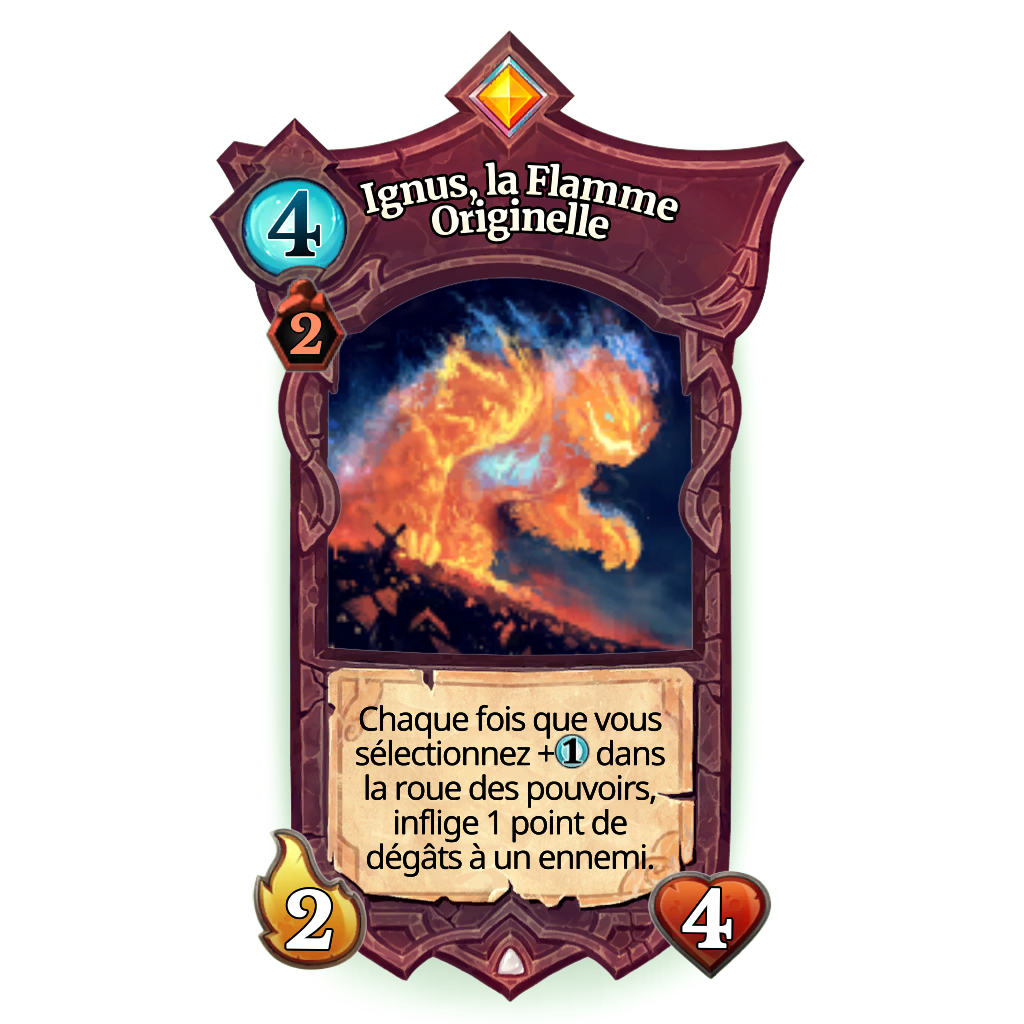 Ignus, la Flamme
Originelle
4
2
Chaque fois que vous
sélectionnez +1 dans
la roue des pouvoirs,
inflige 1 point de
dégâts à un ennemi.
2
4